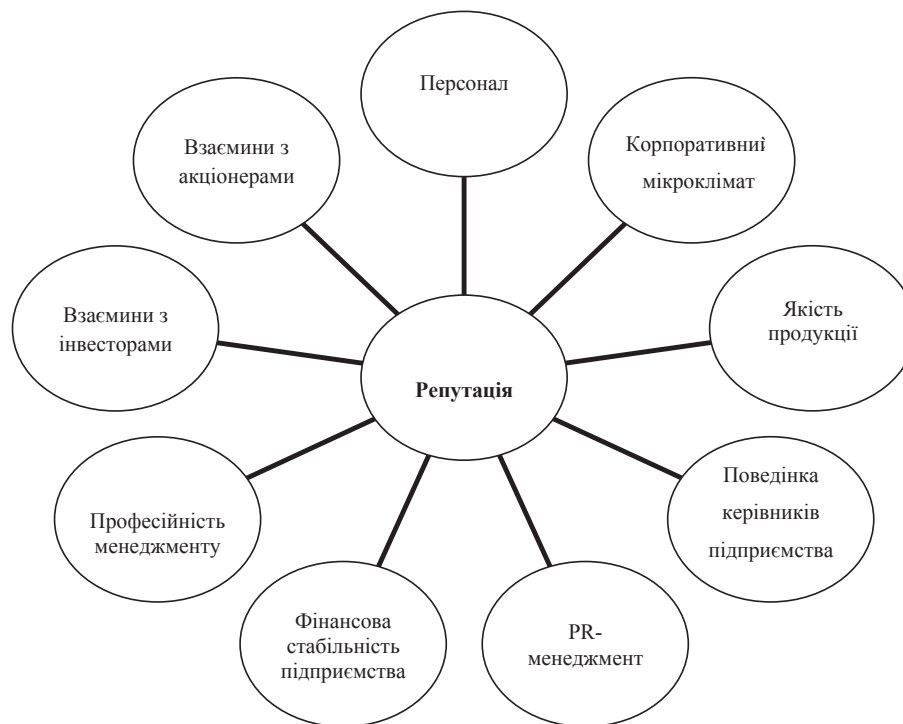 Персонал
Корпоративний
мікроклімат
Якість
продукції
Поведінка
керівників
підприємства
PR-
менеджмент
Фінансова
стабільність
підприємства
Професійність
менеджменту
Взаємини з
інвесторами
Взаємини з
акціонерами
Репутація